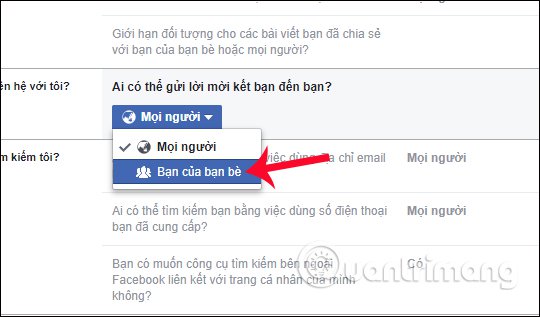 Giới hạn đối tượng cho các bài viết bạn đã chia sẻ
với bạn của bạn bè hoặc mọi người?
ện hệ với tôi?
Ai có thể gửi lời mời kết bạn đến bạn?
Mọi người
Mọi người
Bạn của bạn bè
ìm kiếm tôi?
việc dùng địa chỉ email
Mọi người
Ai có thể tìm kiếm bạn bằng việc dùng số điện thoại
bạn đã cung cấp?
Mọi người
Bạn có muốn công cụ tìm kiếm bên ngoài
Facebook liên kết với trang cá nhân của mình
không?
Có
Quantrimang